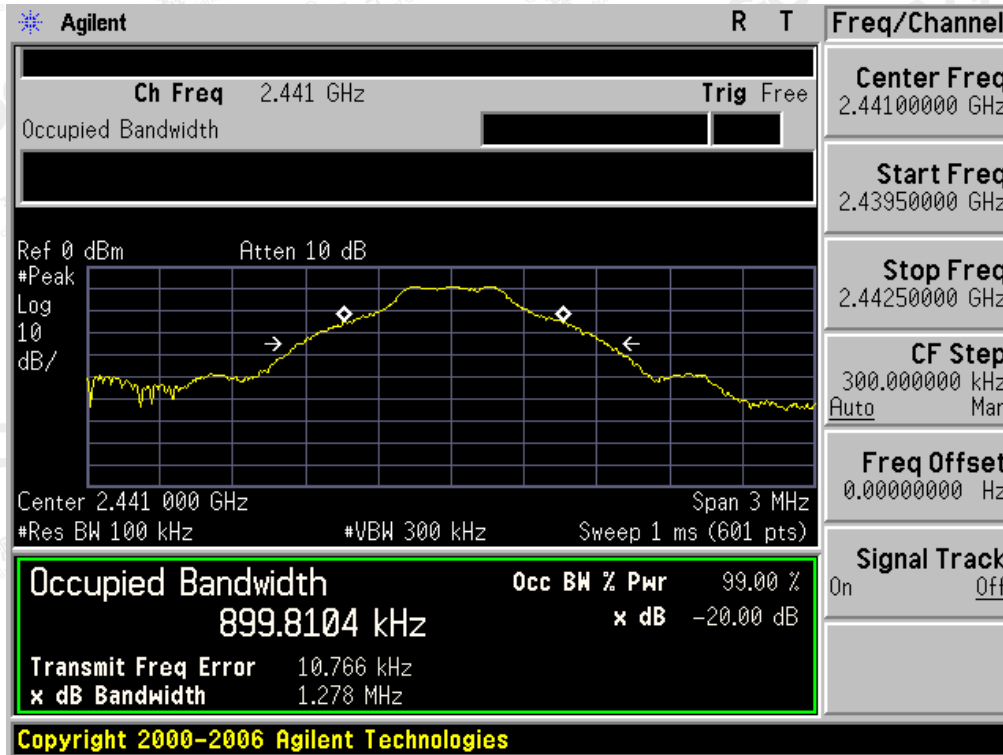 Agilent R T Freq/Channel
Ch Freq 2.441 GHz Trig Free
Occupied Bandwidth
Center Freq
2.44100000 GHz
Start Freq
2.43950000 GHz
Stop Freq
2.44250000 GHz
CF Step
300.000000 kHz
Auto Man
Freq Offset
0.00000000 Hz
Signal Track
On Off
Ref 0 dBm Atten 10 dB
#Peak
Log
10
dB/
Center 2.441 000 GHz Span 3 MHz
#Res BW 100 kHz #VBW 300 kHz Sweep 1 ms (601 pts)
Occupied Bandwidth Occ BW % Pwr 99.00 %
899.8104 kHz x dB -20.00 dB
Transmit Freq Error 10.766 kHz
x dB Bandwidth 1.278 MHz
Copyright 2000-2006 Agilent Technologies